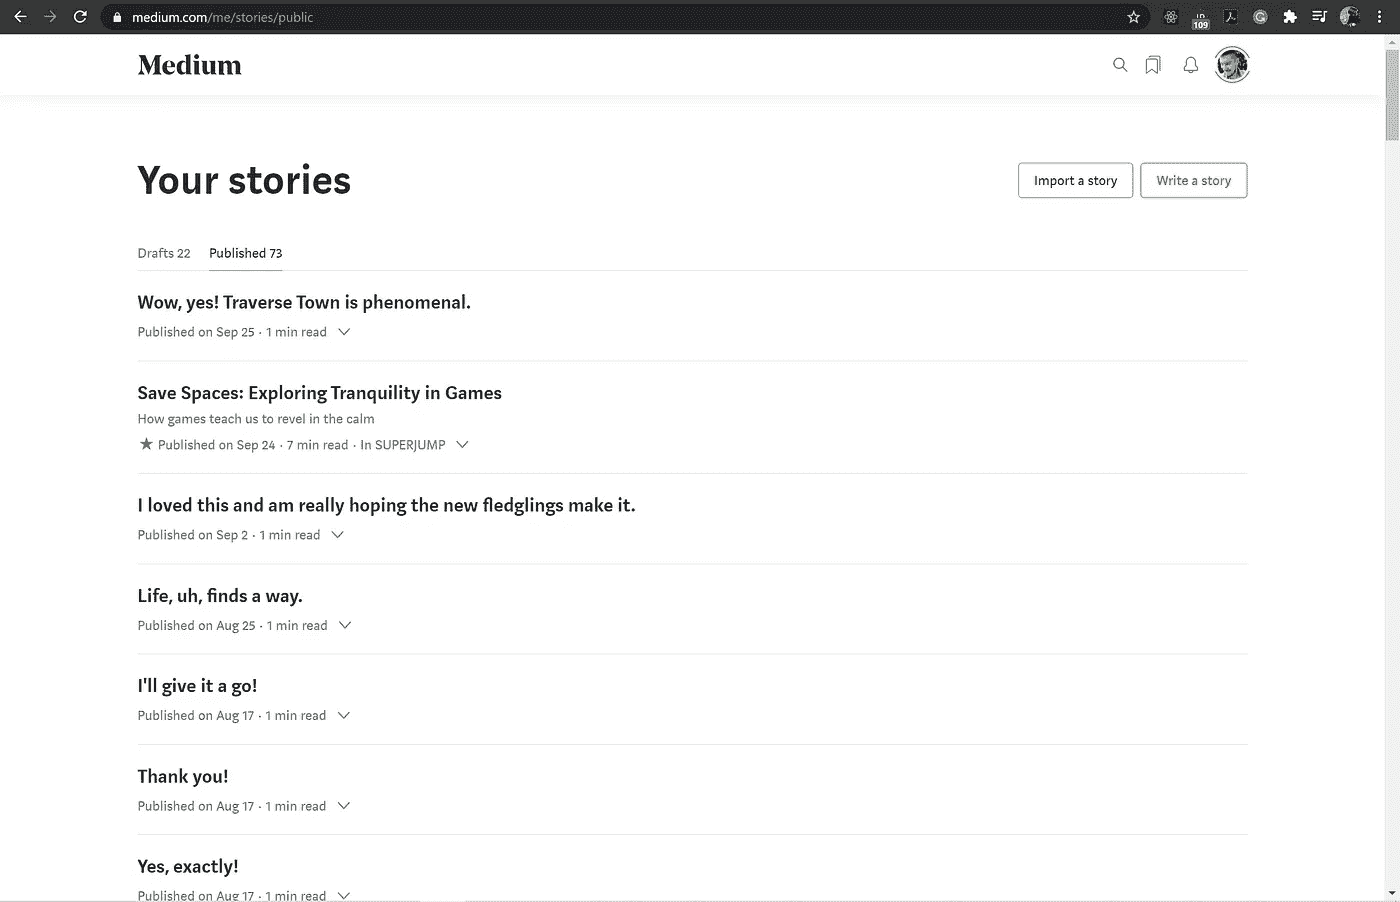 medium.com/me/stories/public
109
Medium
Your stories
Import a story
Write a story
Drafts 22
Published 73
Wow, yes! Traverse Town is phenomenal.
Published on Sep 25 · 1 min read
Save Spaces: Exploring Tranquility in Games
How games teach us to revel in the calm
Published on Sep 24 · 7 min read · In SUPERJUMP
I loved this and am really hoping the new fledglings make it.
Published on Sep 2 · 1 min read
Life, uh, finds a way.
Published on Aug 25 · 1 min read
I'll give it a go!
Published on Aug 17 · 1 min read
Thank you!
Published on Aug 17 · 1 min read
Yes, exactly!
Published on Aug 17 · 1 min read